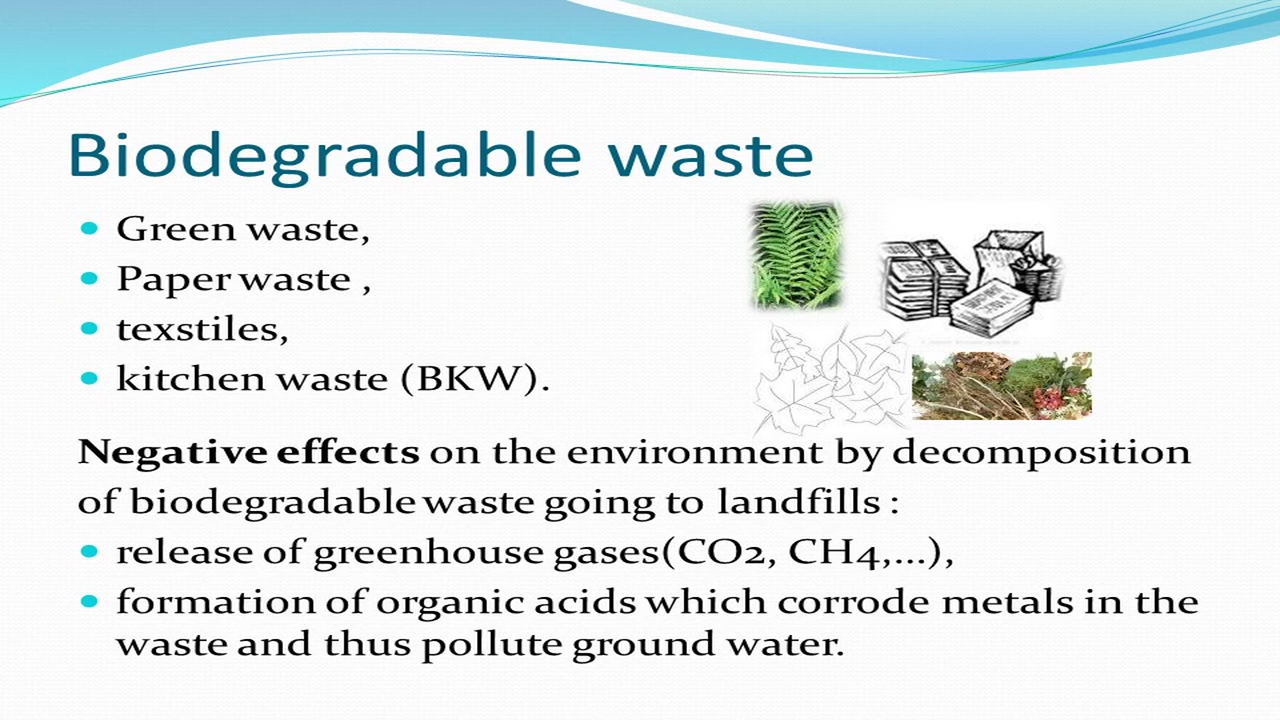 Biodegradable waste
Green waste,
Paper waste ,
texstiles,
kitchen waste (BKW).
Negative effects on the environment by decomposition
of biodegradable waste going to landfills :
release of greenhouse gases(CO2, CH4,...),
formation of organic acids which corrode metals in the
waste and thus pollute ground water.